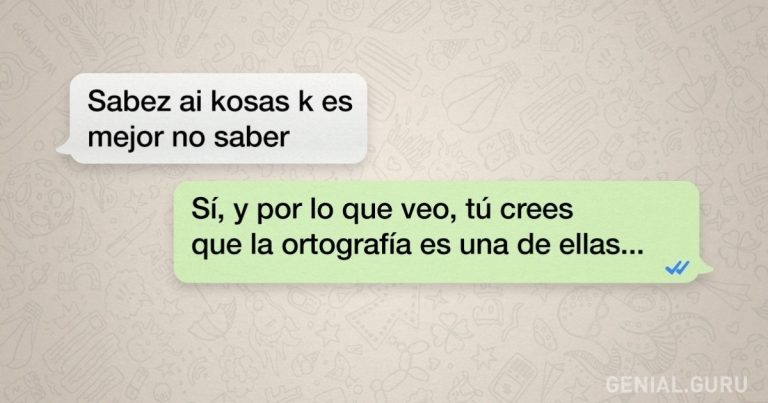 Sabez ai kosas k es
mejor no saber
Sí, y por lo que veo, tú crees
que la ortografía es una de ellas...
GENIAL.GURU